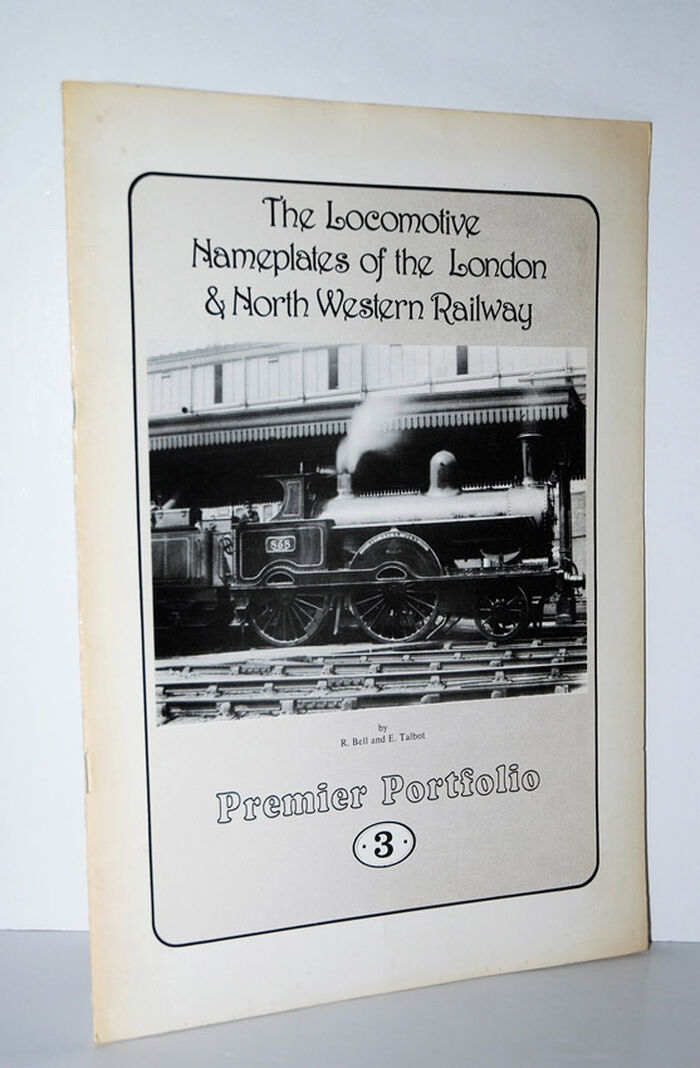 The Locomotive
Nameplates of the London
& North Western Railway
868
by
R. Bell and E. Talbot
Premier Portfolio
· 3 ·